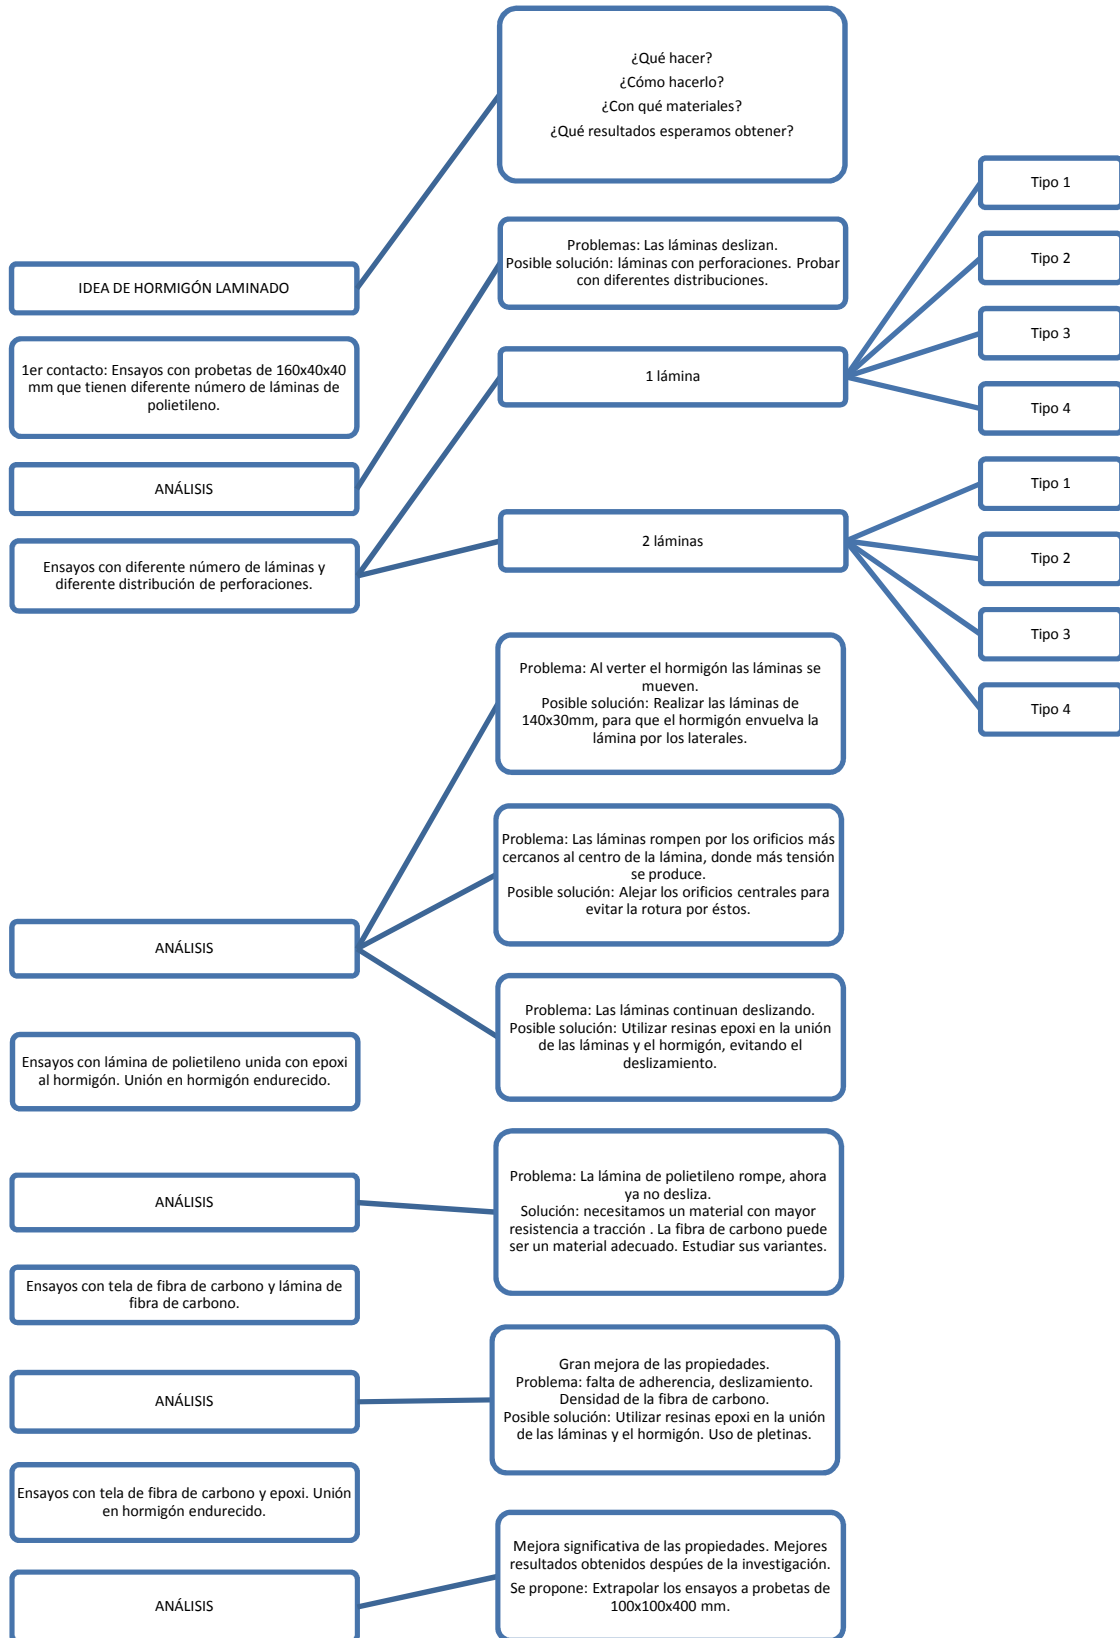 ¿Qué hacer?
¿Cómo hacerlo?
¿Con qué materiales?
¿Qué resultados esperamos obtener?
IDEA DE HORMIGÓN LAMINADO
1er contacto: Ensayos con probetas de 160x40x40
mm que tienen diferente número de láminas de
polietileno.
Problemas: Las láminas deslizan.
Posible solución: láminas con perforaciones. Probar
con diferentes distribuciones.
ANÁLISIS
Ensayos con diferente número de láminas y
diferente distribución de perforaciones.
1 lámina
Tipo 1
Tipo 2
Tipo 3
Tipo 4
2 láminas
Tipo 1
Tipo 2
Tipo 3
Tipo 4
Problema: Al verter el hormigón las láminas se
mueven.
Posible solución: Realizar las láminas de
140x30mm, para que el hormigón envuelva la
lámina por los laterales.
Problema: Las láminas rompen por los orificios más
cercanos al centro de la lámina, donde más tensión
se produce.
Posible solución: Alejar los orificios centrales para
evitar la rotura por éstos.
ANÁLISIS
Problema: Las láminas continuan deslizando.
Posible solución: Utilizar resinas epoxi en la unión
de las láminas y el hormigón, evitando el
deslizamiento.
Ensayos con lámina de polietileno unida con epoxi
al hormigón. Unión en hormigón endurecido.
ANÁLISIS
Problema: La lámina de polietileno rompe, ahora
ya no desliza.
Solución: necesitamos un material con mayor
resistencia a tracción . La fibra de carbono puede
ser un material adecuado. Estudiar sus variantes.
Ensayos con tela de fibra de carbono y lámina de
fibra de carbono.
ANÁLISIS
Gran mejora de las propiedades.
Problema: falta de adherencia, deslizamiento.
Densidad de la fibra de carbono.
Posible solución: Utilizar resinas epoxi en la unión
de las láminas y el hormigón. Uso de pletinas.
Ensayos con tela de fibra de carbono y epoxi. Unión
en hormigón endurecido.
ANÁLISIS
Mejora significativa de las propiedades. Mejores
resultados obtenidos despúes de la investigación.
Se propone: Extrapolar los ensayos a probetas de
100x100x400 mm.